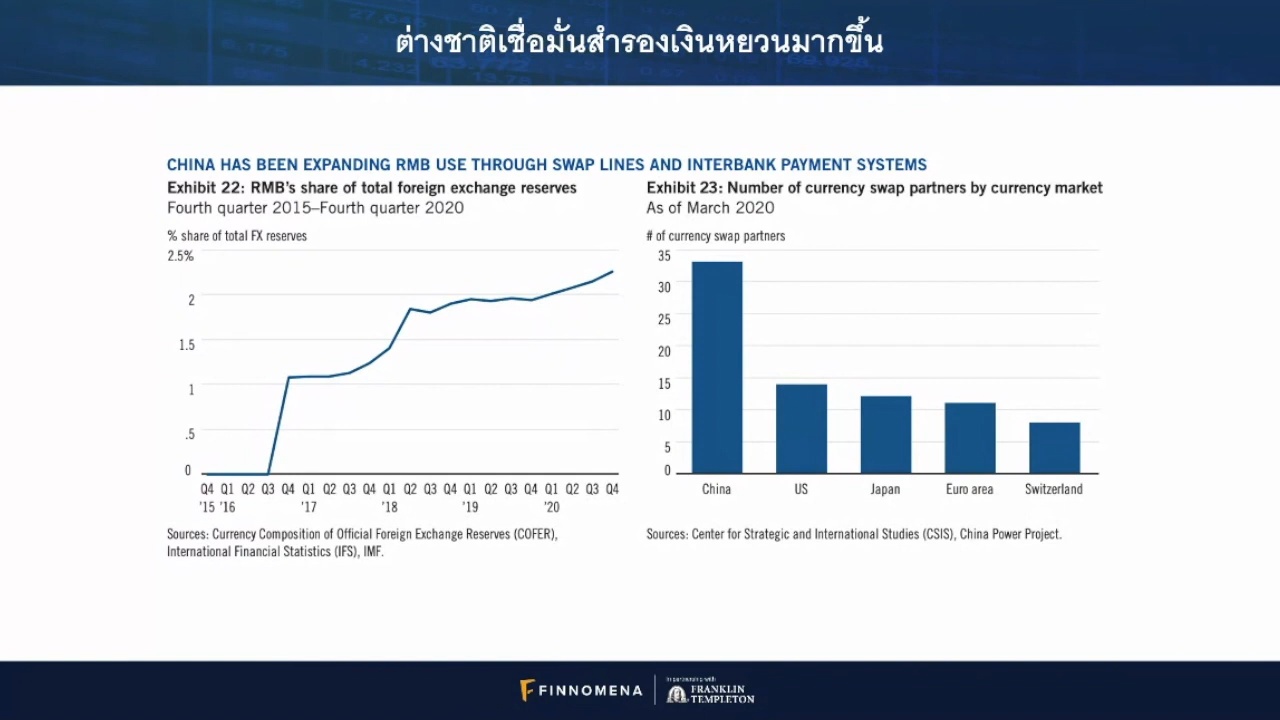 ต่างชาติเชื่อมั่นสำรองเงินหยวนมากขึ้น
CHINA HAS BEEN EXPANDING RMB USE THROUGH SWAP LINES AND INTERBANK PAYMENT SYSTEMS
Exhibit 22: RMB's share of total foreign exchange reserves
Fourth quarter 2015–Fourth quarter 2020
% share of total FX reserves
2.5%
2
1.5
1
.5
0
Q4 Q1 Q2 Q3 Q4 Q1 Q2 Q3 Q4 Q1 Q2 Q3 Q4 Q1 Q2 Q3 Q4 Q1 Q2 Q3 Q4
'15 '16 '17 '18 '19 '20
Sources: Currency Composition of Official Foreign Exchange Reserves (COFER),
International Financial Statistics (IFS), IMF.
Exhibit 23: Number of currency swap partners by currency market
As of March 2020
# of currency swap partners
35
30
25
20
15
10
5
0
China US Japan Euro area Switzerland
Sources: Center for Strategic and International Studies (CSIS), China Power Project.
FINNOMENA
In partnership with
FRANKLIN
TEMPLETON